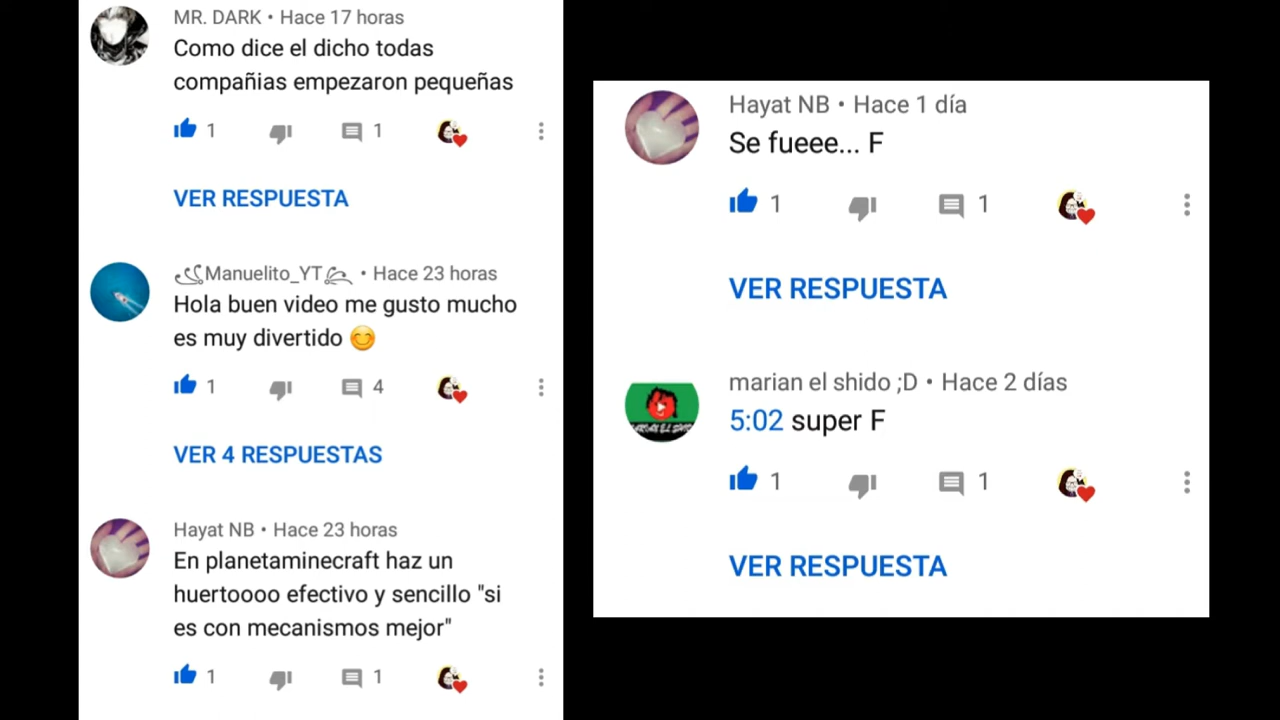 MR. DARK • Hace 17 horas
Como dice el dicho todas
compañias empezaron pequeñas
1 1
VER RESPUESTA
Manuelito_YT • Hace 23 horas
Hola buen video me gusto mucho
es muy divertido 😊
1 4
VER 4 RESPUESTAS
Hayat NB • Hace 23 horas
En planetaminecraft haz un
huertoooo efectivo y sencillo "si
es con mecanismos mejor"
1 1
Hayat NB • Hace 1 día
Se fueee... F
1 1
VER RESPUESTA
marian el shido ;D • Hace 2 días
5:02 super F
1 1
VER RESPUESTA